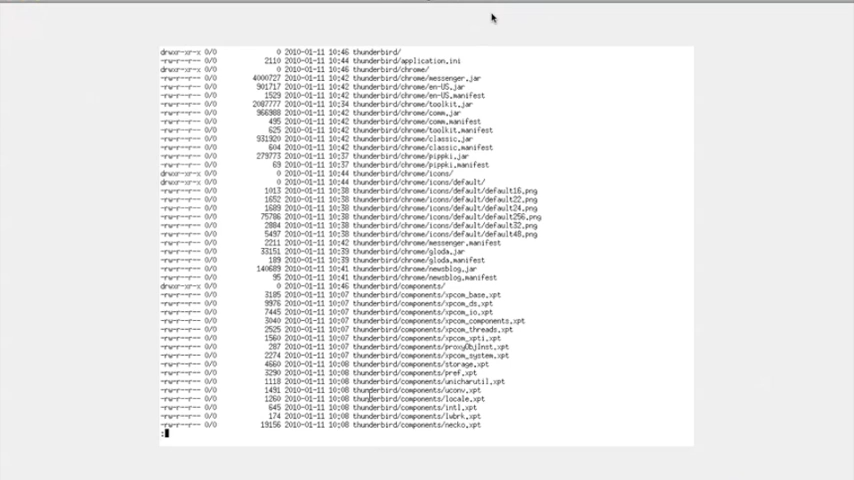 drwxr-xr-x 0/0 0 2010-01-11 10:46 thunderbird/
-rw-r--r-- 0/0 2110 2010-01-11 10:44 thunderbird/application.ini
drwxr-xr-x 0/0 0 2010-01-11 10:46 thunderbird/chrome/
-rw-r--r-- 0/0 4000727 2010-01-11 10:42 thunderbird/chrome/messenger.jar
-rw-r--r-- 0/0 901717 2010-01-11 10:42 thunderbird/chrome/en-US.jar
-rw-r--r-- 0/0 1529 2010-01-11 10:42 thunderbird/chrome/en-US.manifest
-rw-r--r-- 0/0 2087777 2010-01-11 10:34 thunderbird/chrome/toolkit.jar
-rw-r--r-- 0/0 966988 2010-01-11 10:42 thunderbird/chrome/comm.jar
-rw-r--r-- 0/0 495 2010-01-11 10:42 thunderbird/chrome/comm.manifest
-rw-r--r-- 0/0 625 2010-01-11 10:42 thunderbird/chrome/toolkit.manifest
-rw-r--r-- 0/0 931920 2010-01-11 10:42 thunderbird/chrome/classic.jar
-rw-r--r-- 0/0 604 2010-01-11 10:42 thunderbird/chrome/classic.manifest
-rw-r--r-- 0/0 279773 2010-01-11 10:37 thunderbird/chrome/pippki.jar
-rw-r--r-- 0/0 69 2010-01-11 10:37 thunderbird/chrome/pippki.manifest
drwxr-xr-x 0/0 0 2010-01-11 10:44 thunderbird/chrome/icons/
drwxr-xr-x 0/0 0 2010-01-11 10:44 thunderbird/chrome/icons/default/
-rw-r--r-- 0/0 1013 2010-01-11 10:38 thunderbird/chrome/icons/default/default16.png
-rw-r--r-- 0/0 1652 2010-01-11 10:38 thunderbird/chrome/icons/default/default22.png
-rw-r--r-- 0/0 1689 2010-01-11 10:38 thunderbird/chrome/icons/default/default24.png
-rw-r--r-- 0/0 75786 2010-01-11 10:38 thunderbird/chrome/icons/default/default256.png
-rw-r--r-- 0/0 2884 2010-01-11 10:38 thunderbird/chrome/icons/default/default32.png
-rw-r--r-- 0/0 5497 2010-01-11 10:38 thunderbird/chrome/icons/default/default48.png
-rw-r--r-- 0/0 2211 2010-01-11 10:42 thunderbird/chrome/messenger.manifest
-rw-r--r-- 0/0 33151 2010-01-11 10:39 thunderbird/chrome/gloda.jar
-rw-r--r-- 0/0 189 2010-01-11 10:39 thunderbird/chrome/gloda.manifest
-rw-r--r-- 0/0 140689 2010-01-11 10:41 thunderbird/chrome/newsblog.jar
-rw-r--r-- 0/0 95 2010-01-11 10:41 thunderbird/chrome/newsblog.manifest
drwxr-xr-x 0/0 0 2010-01-11 10:46 thunderbird/components/
-rw-r--r-- 0/0 3185 2010-01-11 10:07 thunderbird/components/xpcom_base.xpt
-rw-r--r-- 0/0 9976 2010-01-11 10:07 thunderbird/components/xpcom_ds.xpt
-rw-r--r-- 0/0 7445 2010-01-11 10:07 thunderbird/components/xpcom_io.xpt
-rw-r--r-- 0/0 3040 2010-01-11 10:07 thunderbird/components/xpcom_components.xpt
-rw-r--r-- 0/0 2525 2010-01-11 10:07 thunderbird/components/xpcom_threads.xpt
-rw-r--r-- 0/0 1560 2010-01-11 10:07 thunderbird/components/xpcom_xpti.xpt
-rw-r--r-- 0/0 287 2010-01-11 10:07 thunderbird/components/proxyObjInst.xpt
-rw-r--r-- 0/0 2274 2010-01-11 10:07 thunderbird/components/xpcom_system.xpt
-rw-r--r-- 0/0 4660 2010-01-11 10:08 thunderbird/components/storage.xpt
-rw-r--r-- 0/0 3290 2010-01-11 10:08 thunderbird/components/pref.xpt
-rw-r--r-- 0/0 1118 2010-01-11 10:08 thunderbird/components/unicharutil.xpt
-rw-r--r-- 0/0 1491 2010-01-11 10:08 thunderbird/components/uconv.xpt
-rw-r--r-- 0/0 1260 2010-01-11 10:08 thunderbird/components/locale.xpt
-rw-r--r-- 0/0 645 2010-01-11 10:08 thunderbird/components/intl.xpt
-rw-r--r-- 0/0 174 2010-01-11 10:08 thunderbird/components/lwbrk.xpt
-rw-r--r-- 0/0 19156 2010-01-11 10:08 thunderbird/components/necko.xpt
: